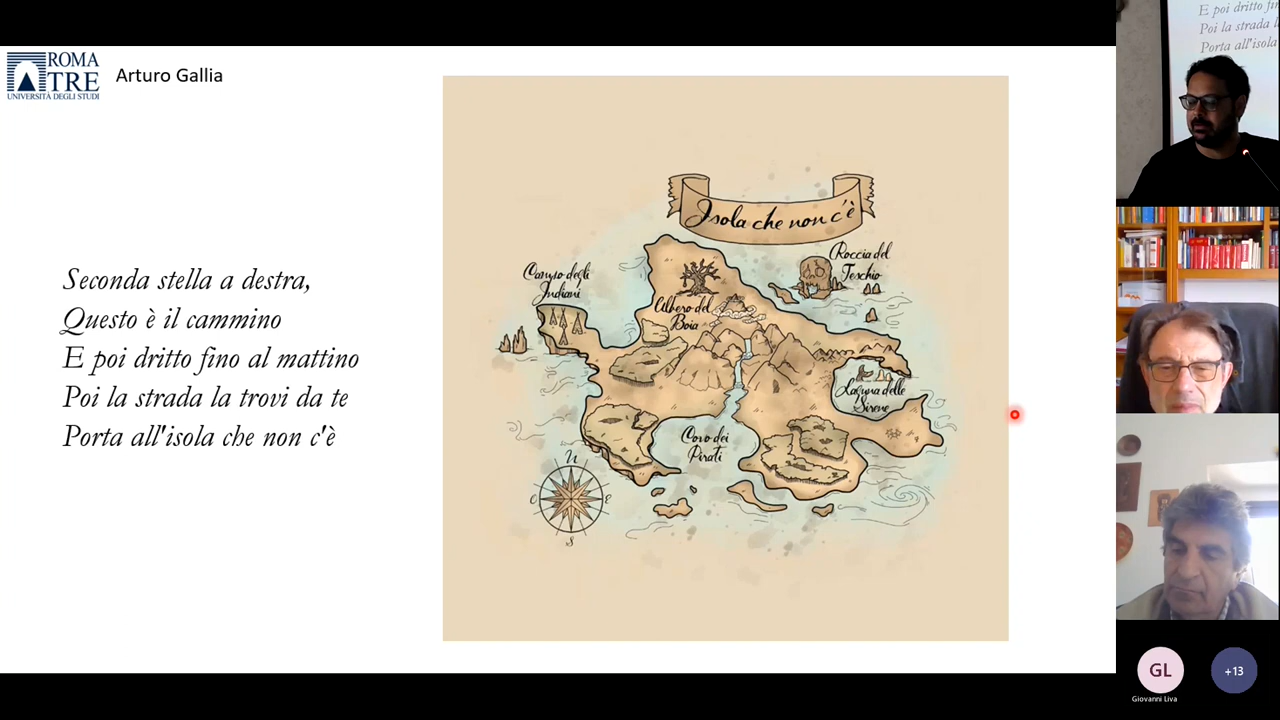 ROMA
TRE
UNIVERSITÀ DEGLI STUDI
Arturo Gallia
Seconda stella a destra,
Questo è il cammino
E poi dritto fino al mattino
Poi la strada la trovi da te
Porta all'isola che non c'è
Isola che non c'è
Roccia del
Teschio
Campo degli
Indiani
Albero del
Boia
Laguna delle
Sirene
Covo dei
Pirati
N
O
E
S
E poi dritto fi
Poi la strada l
Porta all'isola
GL
+13
Giovanni Liva